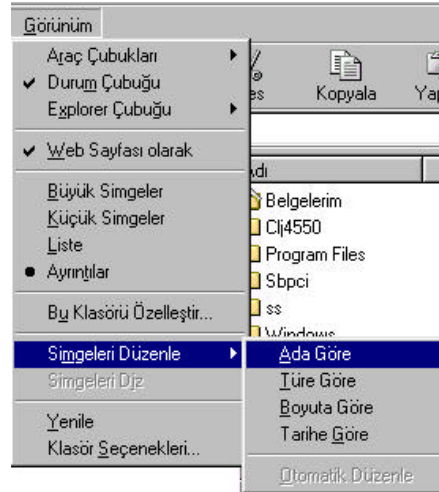 Görünüm
Araç Çubukları
Durum Çubuğu
Explorer Çubuğu
Web Sayfası olarak
Büyük Simgeler
Küçük Simgeler
Liste
Ayrıntılar
Bu Klasörü Özelleştir...
Simgeleri Düzenle
Simgeleri Diz
Yenile
Klasör Seçenekleri...
Kopyala
Adı
Belgelerim
Clj4550
Program Files
Sbpci
ss
Windows
Ada Göre
Türe Göre
Boyuta Göre
Tarihe Göre
Otomatik Düzenle